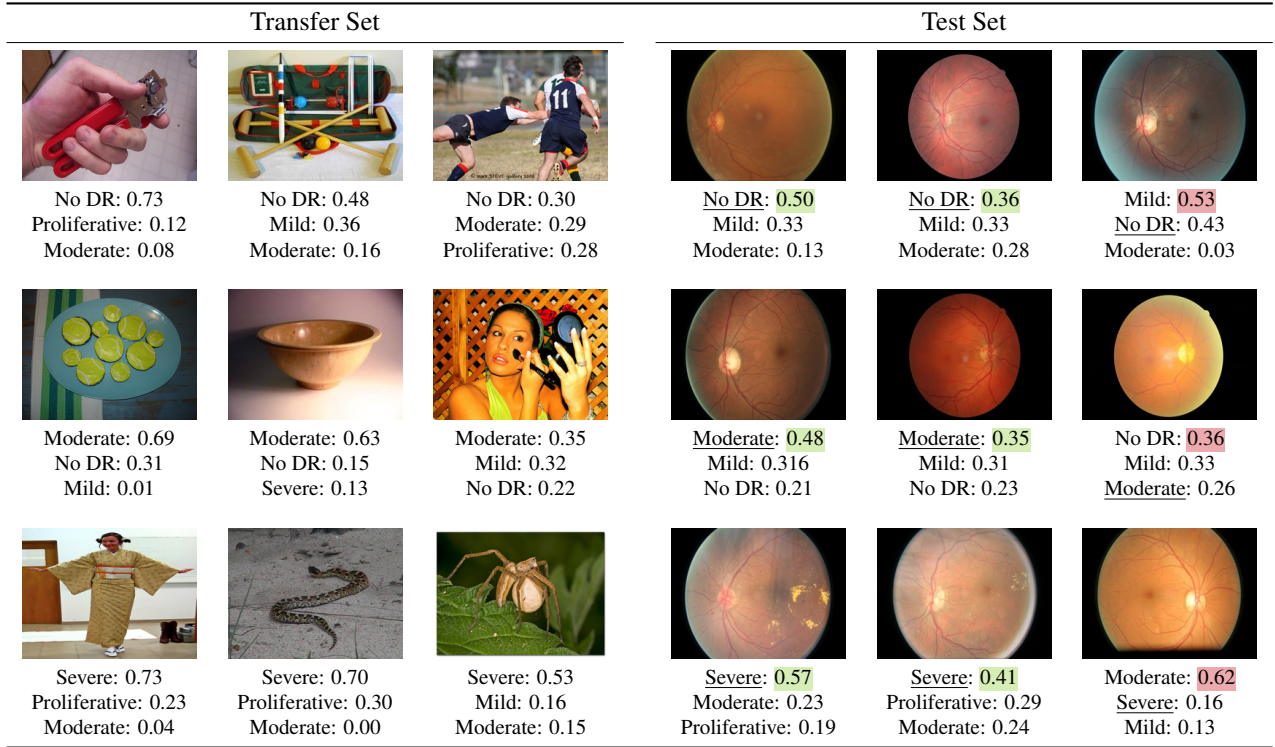 Transfer Set
Test Set
11
© mark STEVE gallery 2008
No DR: 0.73
Proliferative: 0.12
Moderate: 0.08
No DR: 0.48
Mild: 0.36
Moderate: 0.16
No DR: 0.30
Moderate: 0.29
Proliferative: 0.28
No DR: 0.50
Mild: 0.33
Moderate: 0.13
No DR: 0.36
Mild: 0.33
Moderate: 0.28
Mild: 0.53
No DR: 0.43
Moderate: 0.03
Moderate: 0.69
No DR: 0.31
Mild: 0.01
Moderate: 0.63
No DR: 0.15
Severe: 0.13
Moderate: 0.35
Mild: 0.32
No DR: 0.22
Moderate: 0.48
Mild: 0.316
No DR: 0.21
Moderate: 0.35
Mild: 0.31
No DR: 0.23
No DR: 0.36
Mild: 0.33
Moderate: 0.26
Severe: 0.73
Proliferative: 0.23
Moderate: 0.04
Severe: 0.70
Proliferative: 0.30
Moderate: 0.00
Severe: 0.53
Mild: 0.16
Moderate: 0.15
Severe: 0.57
Moderate: 0.23
Proliferative: 0.19
Severe: 0.41
Proliferative: 0.29
Moderate: 0.24
Moderate: 0.62
Severe: 0.16
Mild: 0.13